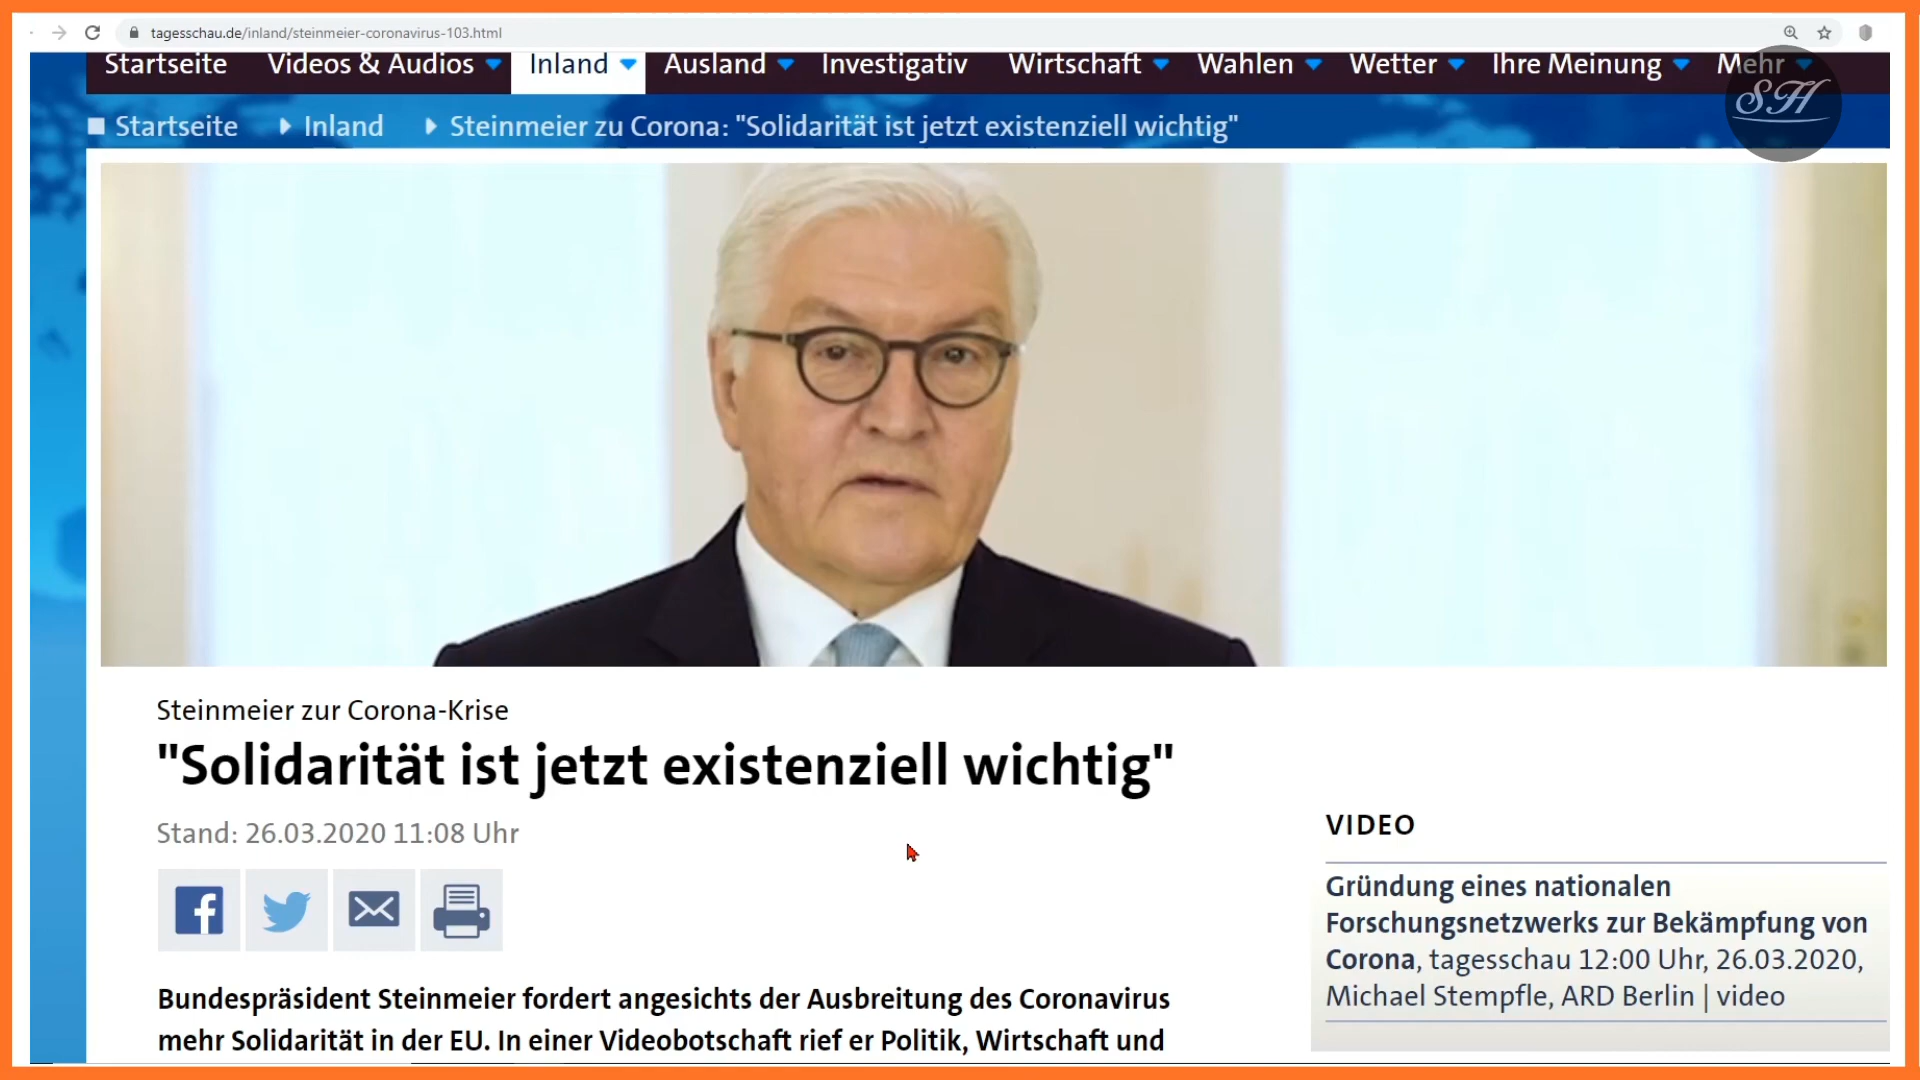 tagesschau.de/inland/steinmeier-coronavirus-103.html
Startseite Videos & Audios Inland Ausland Investigativ Wirtschaft Wahlen Wetter Ihre Meinung Mehr
SH
Startseite Inland Steinmeier zu Corona: "Solidarität ist jetzt existenziell wichtig"
Steinmeier zur Corona-Krise
"Solidarität ist jetzt existenziell wichtig"
Stand: 26.03.2020 11:08 Uhr
Bundespräsident Steinmeier fordert angesichts der Ausbreitung des Coronavirus
mehr Solidarität in der EU. In einer Videobotschaft rief er Politik, Wirtschaft und
VIDEO
Gründung eines nationalen
Forschungsnetzwerks zur Bekämpfung von
Corona, tagesschau 12:00 Uhr, 26.03.2020,
Michael Stempfle, ARD Berlin | video